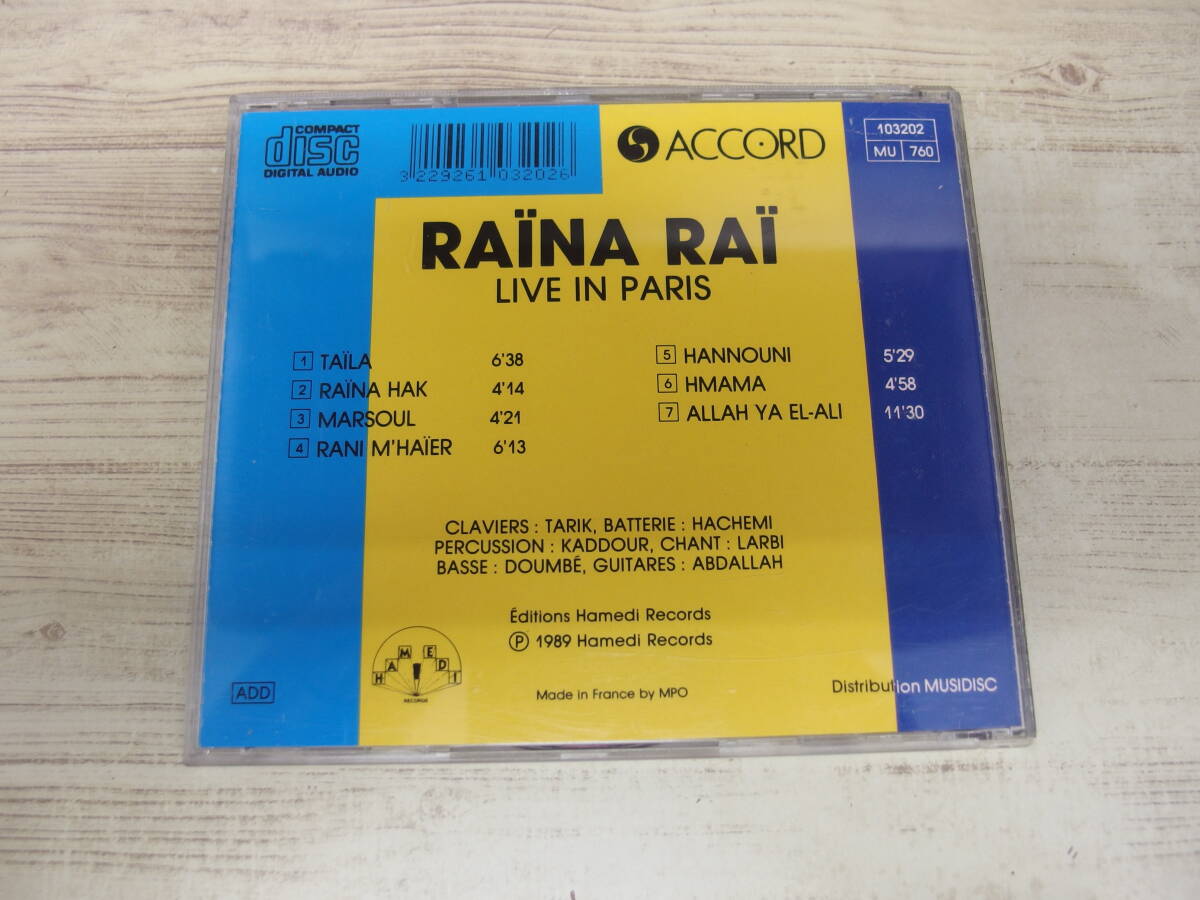 COMPACT
disc
DIGITAL AUDIO
3 229261 032026
ACCORD
103202
MU 760
RAÏNA RAÏ
LIVE IN PARIS
1 TAÏLA 6'38
2 RAÏNA HAK 4'14
3 MARSOUL 4'21
4 RANI M'HAÏER 6'13
5 HANNOUNI 5'29
6 HMAMA 4'58
7 ALLAH YA EL-ALI 11'30
CLAVIERS : TARIK, BATTERIE : HACHEMI
PERCUSSION : KADDOUR, CHANT : LARBI
BASSE : DOUMBÉ, GUITARES : ABDALLAH
Éditions Hamedi Records
Ⓟ 1989 Hamedi Records
HAMEDI
RECORDS
ADD
Made in France by MPO
Distribution MUSIDISC